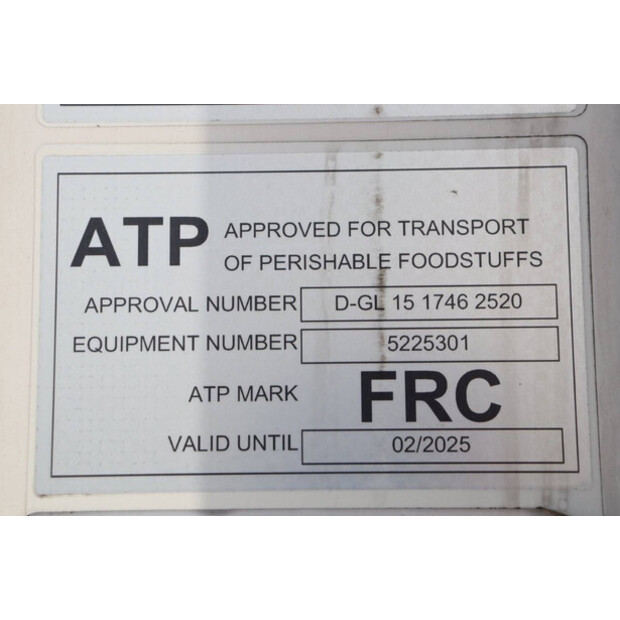 ATP APPROVED FOR TRANSPORT
OF PERISHABLE FOODSTUFFS
APPROVAL NUMBER D-GL 15 1746 2520
EQUIPMENT NUMBER 5225301
ATP MARK FRC
VALID UNTIL 02/2025